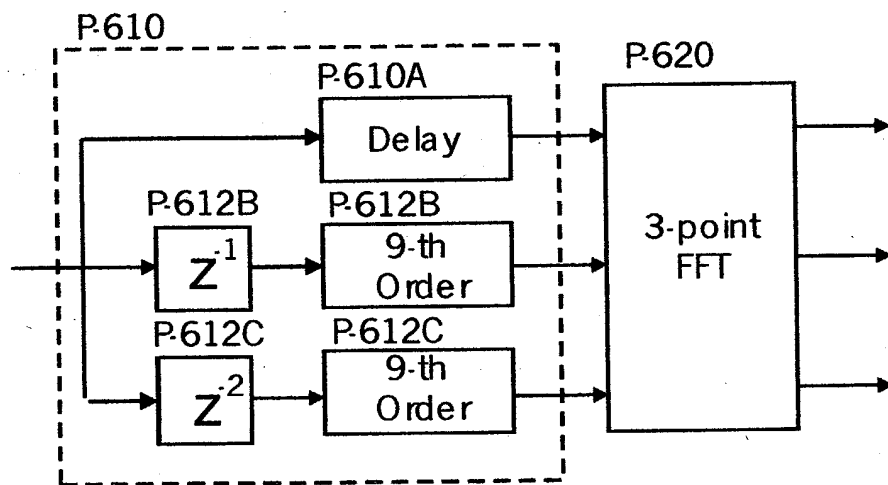 P-610
P-610A
Delay
P-612B
z-1
P-612B
9-th
Order
P-612C
z-2
P-612C
9-th
Order
P-620
3-point
FFT